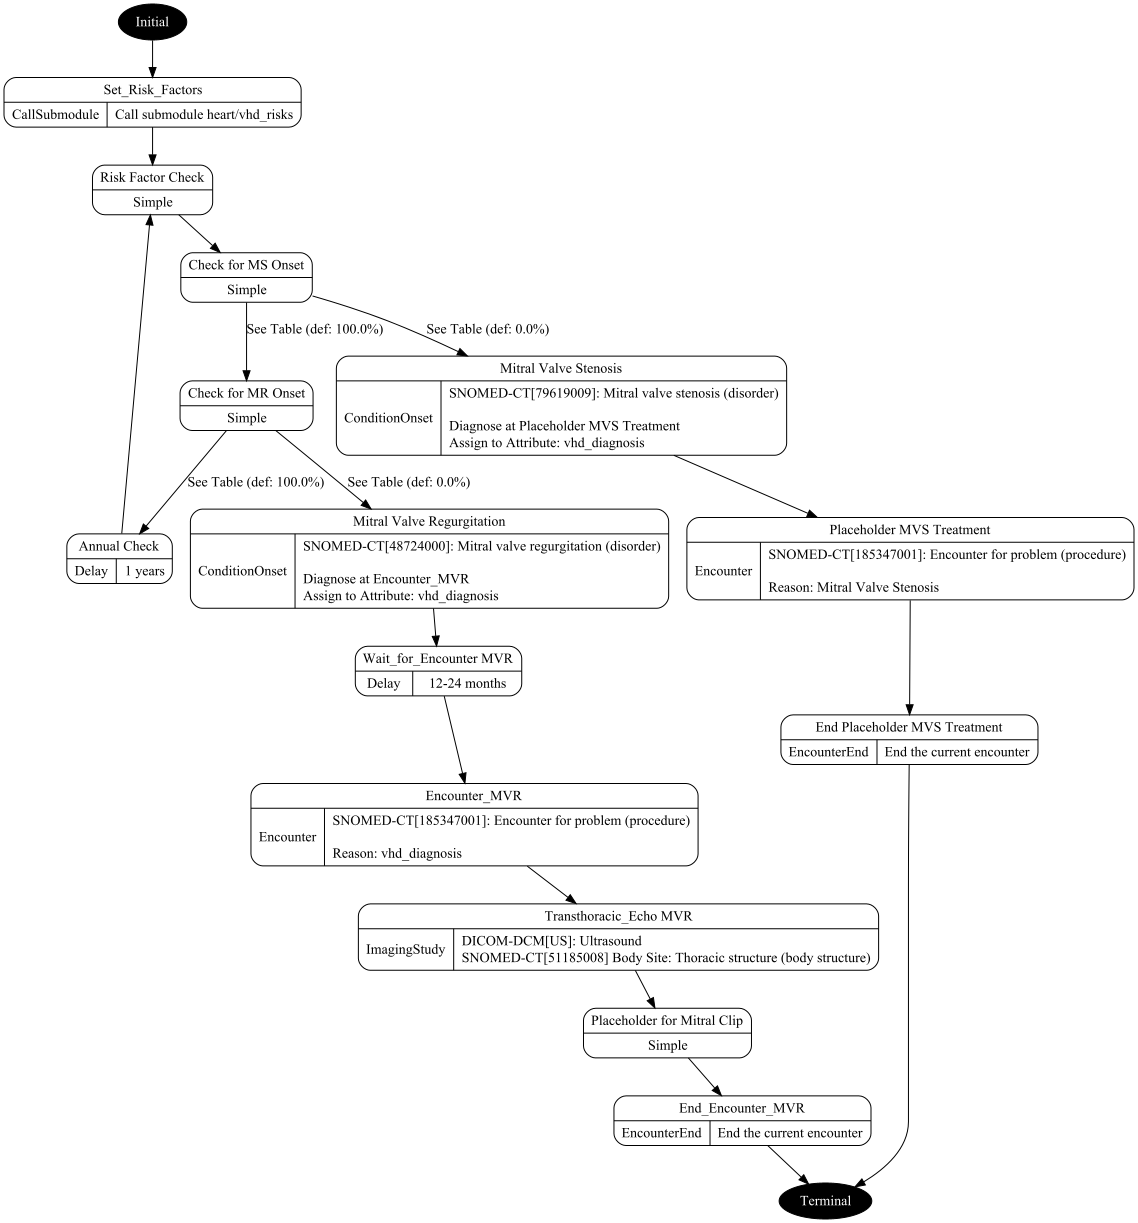 Initial
Set_Risk_Factors
CallSubmodule
Call submodule heart/vhd_risks
Risk Factor Check
Simple
Check for MS Onset
Simple
See Table (def: 100.0%)
See Table (def: 0.0%)
Mitral Valve Stenosis
ConditionOnset
SNOMED-CT[79619009]: Mitral valve stenosis (disorder)
Diagnose at Placeholder MVS Treatment
Assign to Attribute: vhd_diagnosis
Check for MR Onset
Simple
See Table (def: 100.0%)
See Table (def: 0.0%)
Annual Check
Delay
1 years
Mitral Valve Regurgitation
ConditionOnset
SNOMED-CT[48724000]: Mitral valve regurgitation (disorder)
Diagnose at Encounter_MVR
Assign to Attribute: vhd_diagnosis
Placeholder MVS Treatment
Encounter
SNOMED-CT[185347001]: Encounter for problem (procedure)
Reason: Mitral Valve Stenosis
Wait_for_Encounter MVR
Delay
12-24 months
End Placeholder MVS Treatment
EncounterEnd
End the current encounter
Encounter_MVR
Encounter
SNOMED-CT[185347001]: Encounter for problem (procedure)
Reason: vhd_diagnosis
Transthoracic_Echo MVR
ImagingStudy
DICOM-DCM[US]: Ultrasound
SNOMED-CT[51185008] Body Site: Thoracic structure (body structure)
Placeholder for Mitral Clip
Simple
End_Encounter_MVR
EncounterEnd
End the current encounter
Terminal